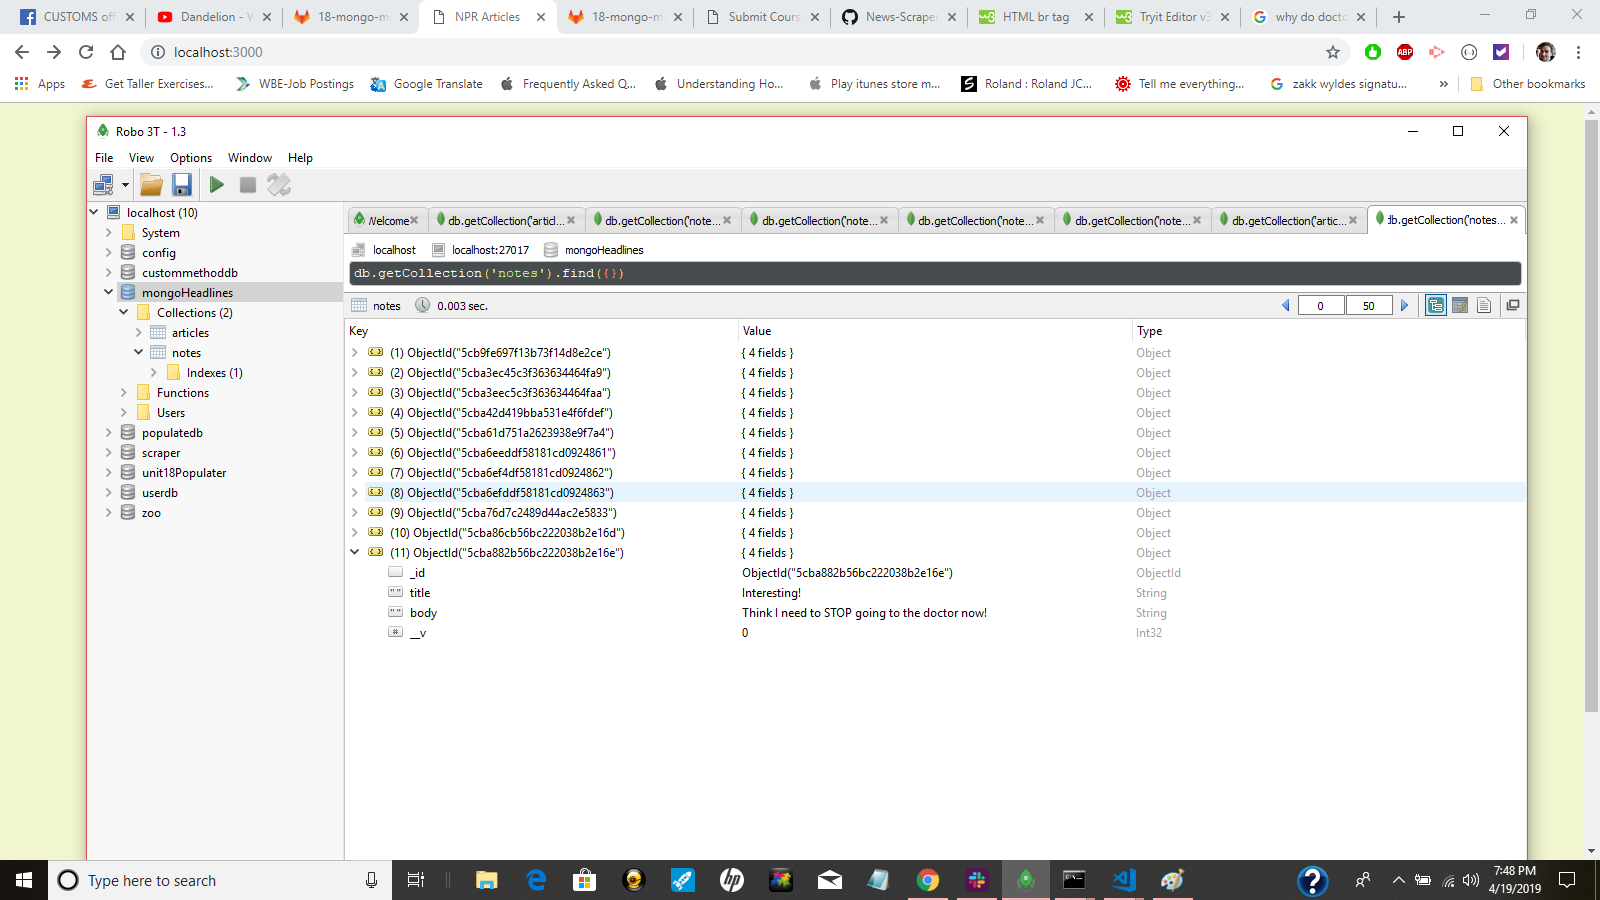 CUSTOMS off
Dandelion - W
18-mongo-m
NPR Articles
18-mongo-m
Submit Cours
News-Scrape
HTML br tag
Tryit Editor v3
why do docto
localhost:3000
ABP
Apps
Get Taller Exercises...
WBE-Job Postings
Google Translate
Frequently Asked Q...
Understanding Ho...
Play itunes store m...
Roland : Roland JC...
Tell me everything...
zakk wyldes signatu...
»
Other bookmarks
Robo 3T - 1.3
File View Options Window Help
localhost (10)
System
config
custommethoddb
mongoHeadlines
Collections (2)
articles
notes
Indexes (1)
Functions
Users
populatedb
scraper
unit18Populater
userdb
zoo
Welcome
db.getCollection('artid...
db.getCollection('note...
db.getCollection('note...
db.getCollection('note...
db.getCollection('note...
db.getCollection('artic...
db.getCollection('notes...
localhost localhost:27017 mongoHeadlines
db.getCollection('notes').find({})
notes 0.003 sec. 0 50
Key Value Type
(1) ObjectId("5cb9fe697f13b73f14d8e2ce") { 4 fields } Object
(2) ObjectId("5cba3ec45c3f363634464fa9") { 4 fields } Object
(3) ObjectId("5cba3eec5c3f363634464faa") { 4 fields } Object
(4) ObjectId("5cba42d419bba531e4f6fdef") { 4 fields } Object
(5) ObjectId("5cba61d751a2623938e9f7a4") { 4 fields } Object
(6) ObjectId("5cba6eeddf58181cd0924861") { 4 fields } Object
(7) ObjectId("5cba6ef4df58181cd0924862") { 4 fields } Object
(8) ObjectId("5cba6efddf58181cd0924863") { 4 fields } Object
(9) ObjectId("5cba76d7c2489d44ac2e5833") { 4 fields } Object
(10) ObjectId("5cba86cb56bc222038b2e16d") { 4 fields } Object
(11) ObjectId("5cba882b56bc222038b2e16e") { 4 fields } Object
_id ObjectId("5cba882b56bc222038b2e16e") ObjectId
title Interesting! String
body Think I need to STOP going to the doctor now! String
__v 0 Int32
Type here to search
7:48 PM
4/19/2019